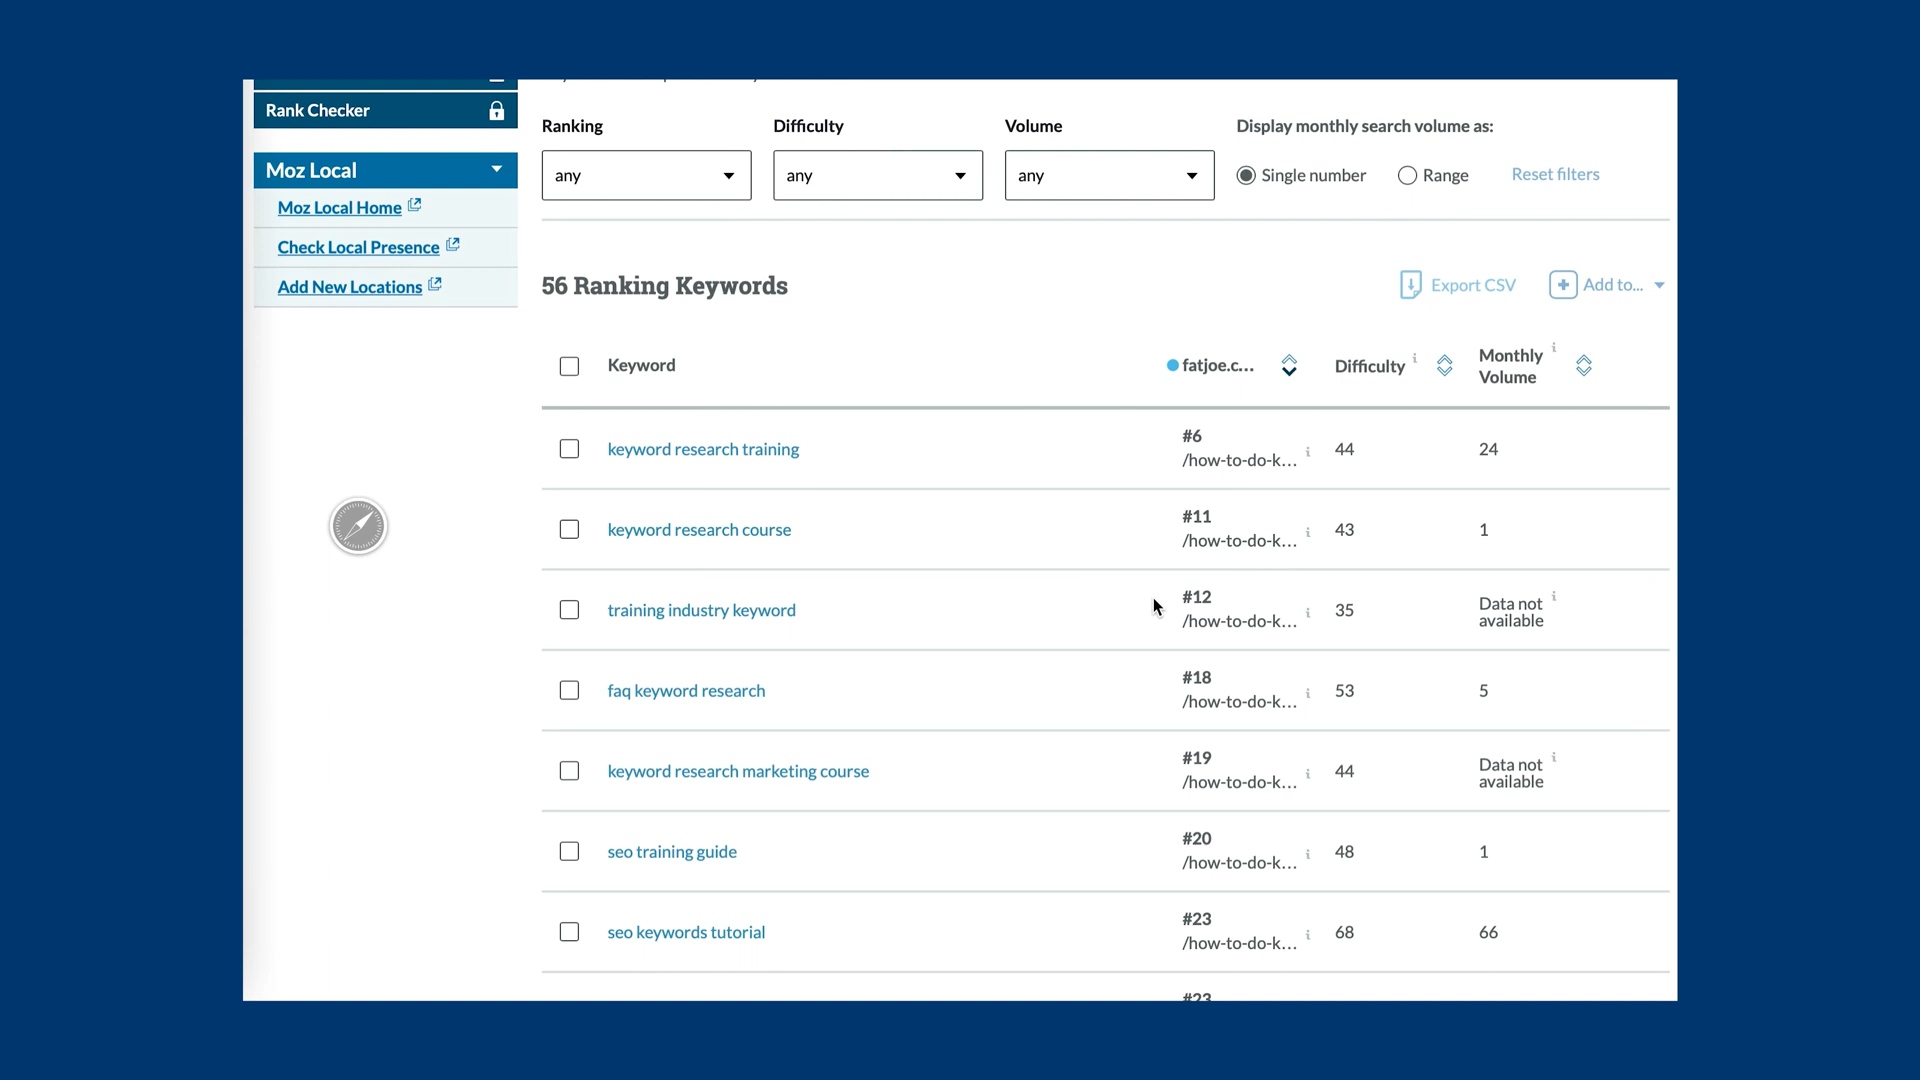 Rank Checker
Moz Local
Moz Local Home
Check Local Presence
Add New Locations
Ranking
Difficulty
Volume
Display monthly search volume as:
any
any
any
Single number
Range
Reset filters
56 Ranking Keywords
Export CSV
Add to...
Keyword
fatjoe.c...
Difficulty
Monthly
Volume
keyword research training
#6
/how-to-do-k...
44
24
keyword research course
#11
/how-to-do-k...
43
1
training industry keyword
#12
/how-to-do-k...
35
Data not
available
faq keyword research
#18
/how-to-do-k...
53
5
keyword research marketing course
#19
/how-to-do-k...
44
Data not
available
seo training guide
#20
/how-to-do-k...
48
1
seo keywords tutorial
#23
/how-to-do-k...
68
66
#23